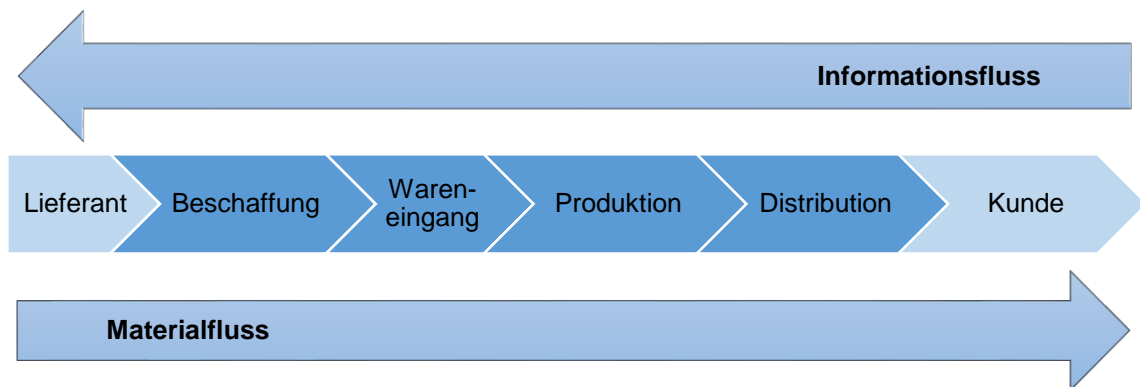 Informationsfluss
Lieferant
Beschaffung
Waren-
eingang
Produktion
Distribution
Kunde
Materialfluss